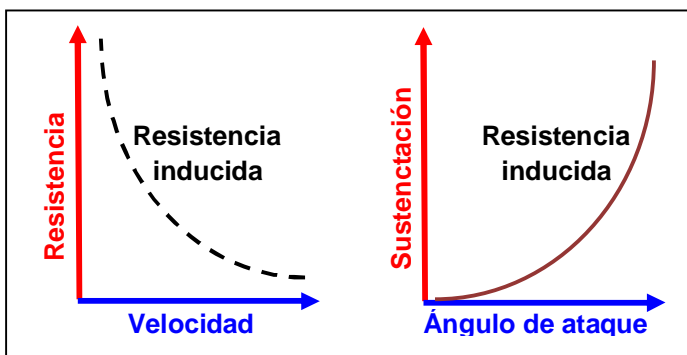 Resistencia
Resistencia
inducida
Velocidad
Sustenctación
Resistencia
inducida
Ángulo de ataque